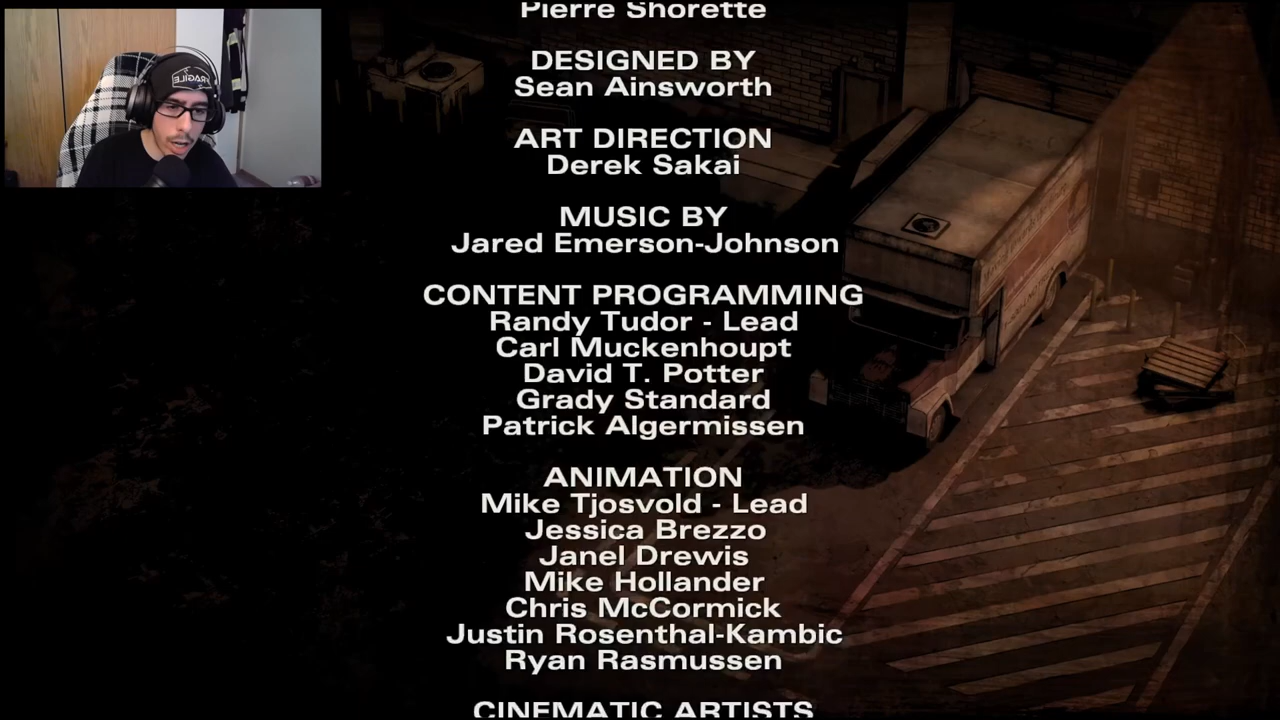 Pierre Shorette
DESIGNED BY
Sean Ainsworth
ART DIRECTION
Derek Sakai
MUSIC BY
Jared Emerson-Johnson
CONTENT PROGRAMMING
Randy Tudor - Lead
Carl Muckenhoupt
David T. Potter
Grady Standard
Patrick Algermissen
ANIMATION
Mike Tjosvold - Lead
Jessica Brezzo
Janel Drewis
Mike Hollander
Chris McCormick
Justin Rosenthal-Kambic
Ryan Rasmussen
CINEMATIC ARTISTS
FRAGILE